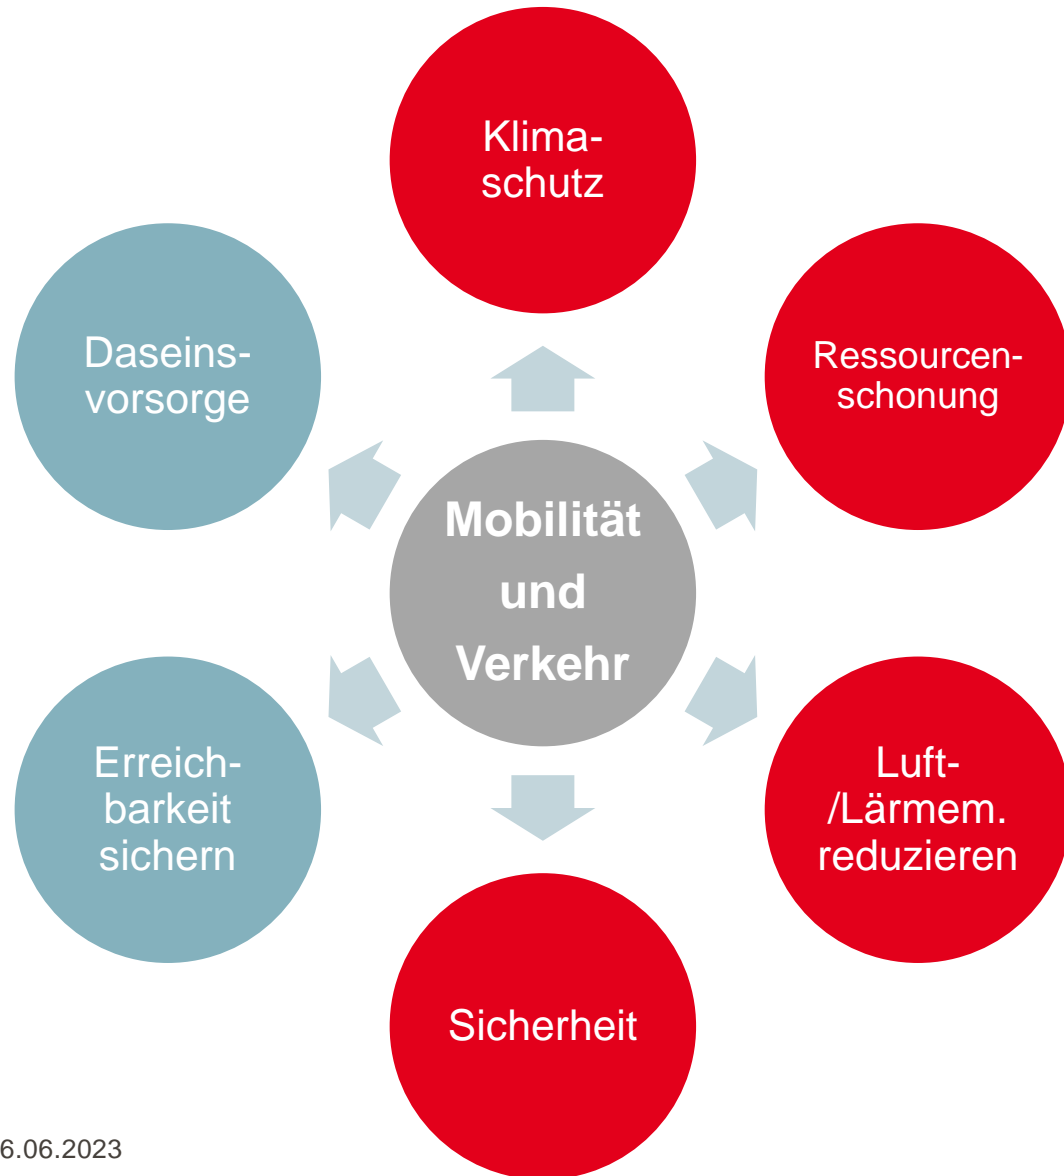 Klima-
schutz
Daseins-
vorsorge
Ressourcen-
schonung
Mobilität
und
Verkehr
Erreich-
barkeit
sichern
Luft-
/Lärmem.
reduzieren
Sicherheit
6.06.2023